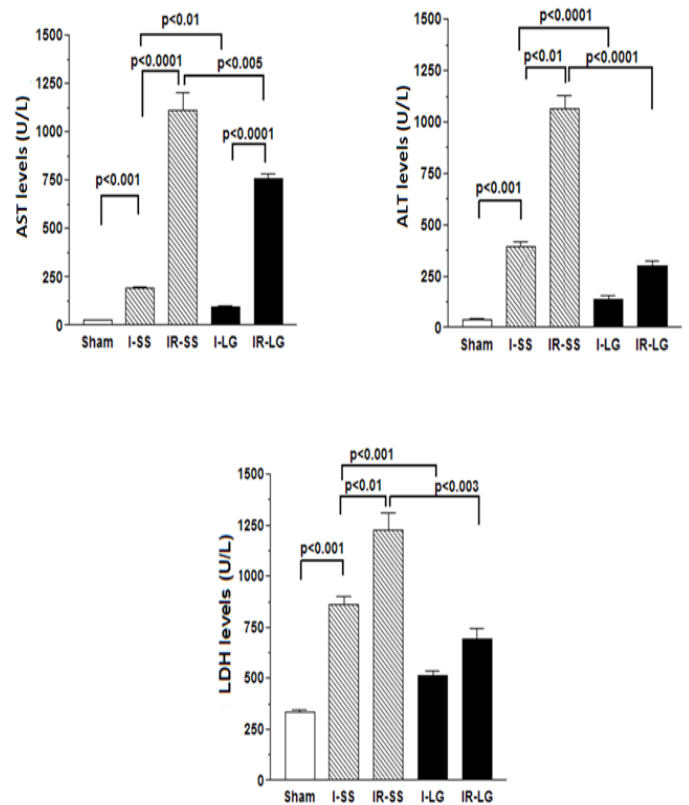 p<0.01
p<0.0001
p<0.005
p<0.0001
p<0.001
AST levels (U/L)
1500
1250
1000
750
500
250
0
Sham I-SS IR-SS I-LG IR-LG
p<0.0001
p<0.01
p<0.0001
p<0.001
ALT levels (U/L)
1500
1250
1000
750
500
250
0
Sham I-SS IR-SS I-LG IR-LG
p<0.001
p<0.01
p<0.003
p<0.001
LDH levels (U/L)
1500
1250
1000
750
500
250
0
Sham I-SS IR-SS I-LG IR-LG